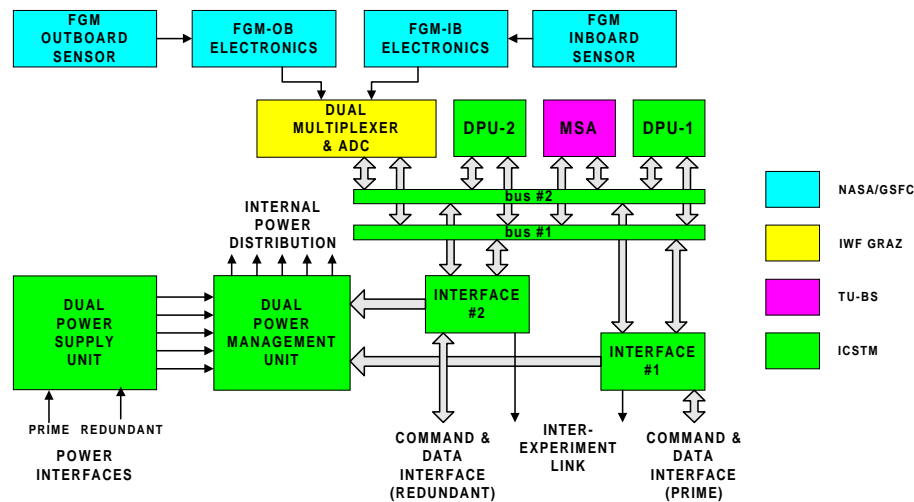 FGM
OUTBOARD
SENSOR
FGM-OB
ELECTRONICS
FGM-IB
ELECTRONICS
FGM
INBOARD
SENSOR
DUAL
MULTIPLEXER
& ADC
DPU-2
MSA
DPU-1
NASA/GSFC
IWF GRAZ
TU-BS
ICSTM
bus #2
bus #1
INTERNAL
POWER
DISTRIBUTION
DUAL
POWER
SUPPLY
UNIT
DUAL
POWER
MANAGEMENT
UNIT
INTERFACE
#2
INTERFACE
#1
PRIME REDUNDANT
POWER
INTERFACES
COMMAND &
DATA
INTERFACE
(REDUNDANT)
INTER-
EXPERIMENT
LINK
COMMAND &
DATA
INTERFACE
(PRIME)